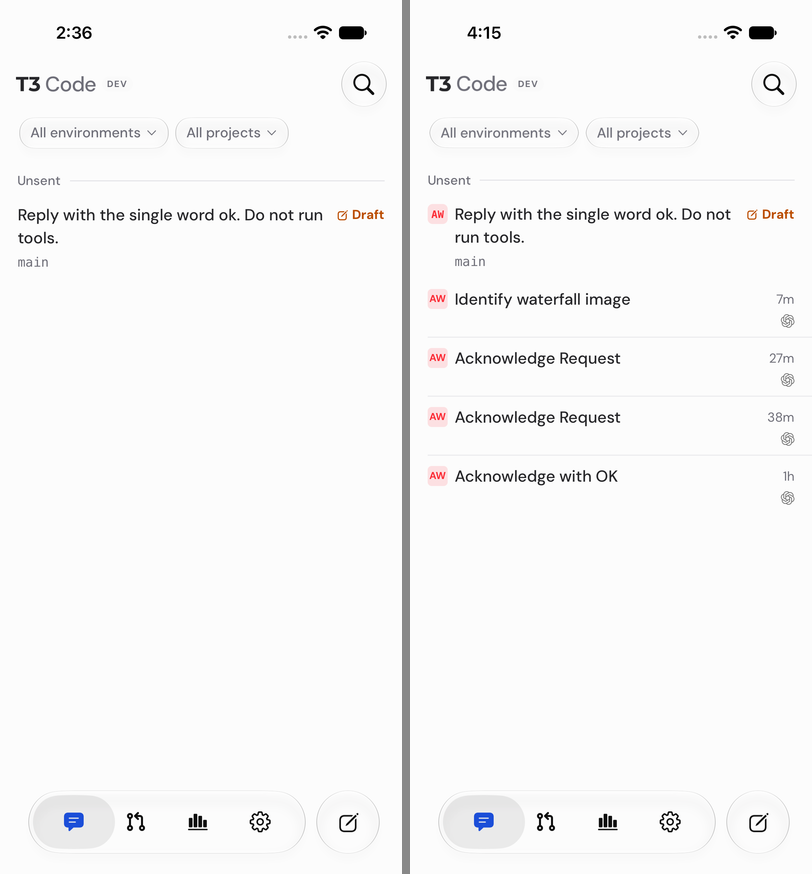 2:36
T3 Code DEV
All environments
All projects
Unsent
Reply with the single word ok. Do not run
tools.
Draft
main
4:15
T3 Code DEV
All environments
All projects
Unsent
AW
Reply with the single word ok. Do not
run tools.
Draft
main
AW Identify waterfall image 7m
AW Acknowledge Request 27m
AW Acknowledge Request 38m
AW Acknowledge with OK 1h